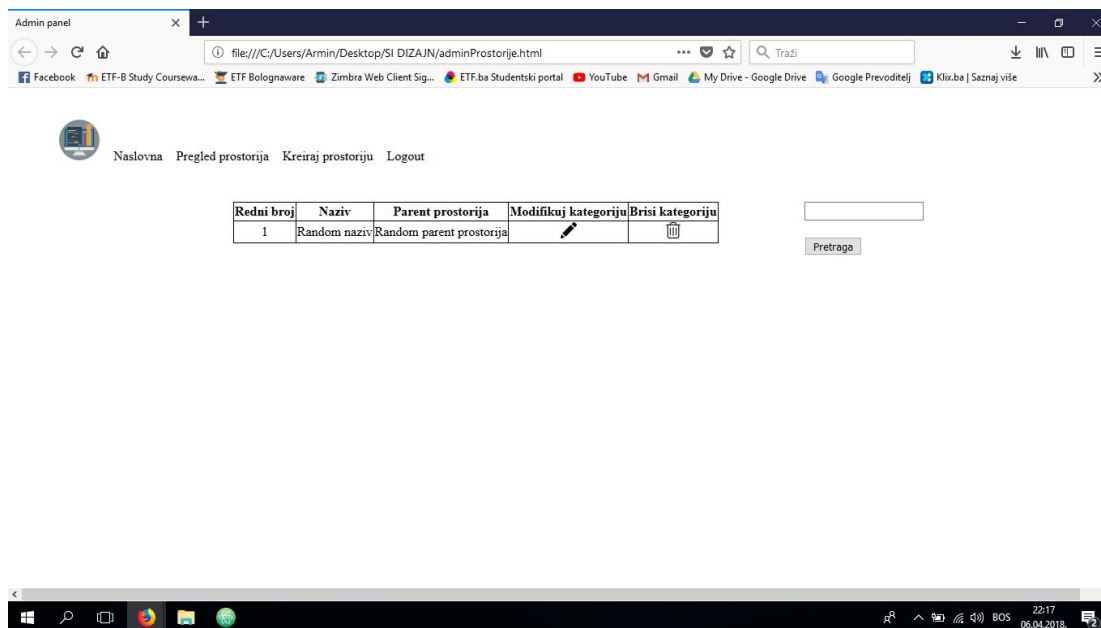 Admin panel
file:///C:/Users/Armin/Desktop/SI DIZAJN/adminProstorije.html
Traži
Facebook ETF-B Study Coursewa... ETF Bolognaware Zimbra Web Client Sig... ETF.ba Studentski portal YouTube Gmail My Drive - Google Drive Google Prevoditelj Klix.ba | Saznaj više
Naslovna Pregled prostorija Kreiraj prostoriju Logout
Redni broj Naziv Parent prostorija Modifikuj kategoriju Brisi kategoriju
1 Random naziv Random parent prostorija
Pretraga
BOS 22:17
06.04.2018. 2